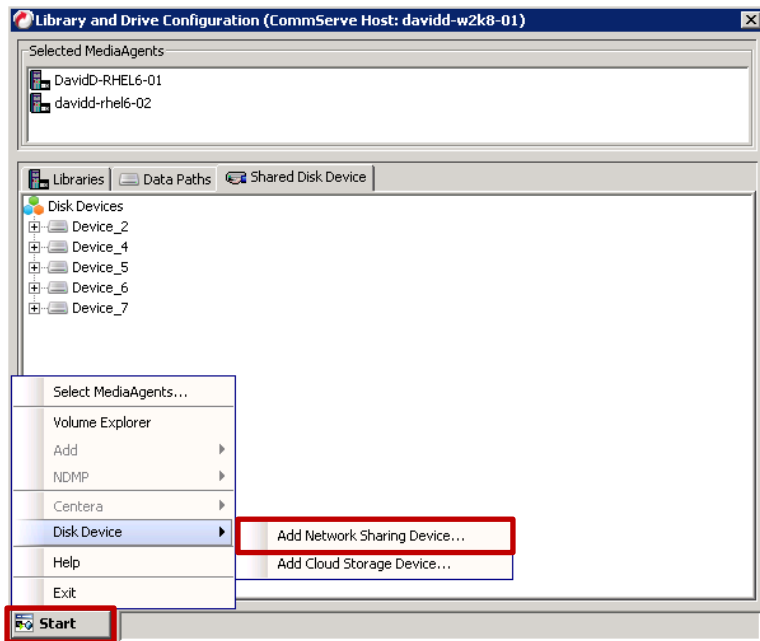 Library and Drive Configuration (CommServe Host: davidd-w2k8-01)
Selected MediaAgents
DavidD-RHEL6-01
davidd-rhel6-02
Libraries Data Paths Shared Disk Device
Disk Devices
Device_2
Device_4
Device_5
Device_6
Device_7
Select MediaAgents...
Volume Explorer
Add
NDMP
Centera
Disk Device
Add Network Sharing Device...
Help
Add Cloud Storage Device...
Exit
Start